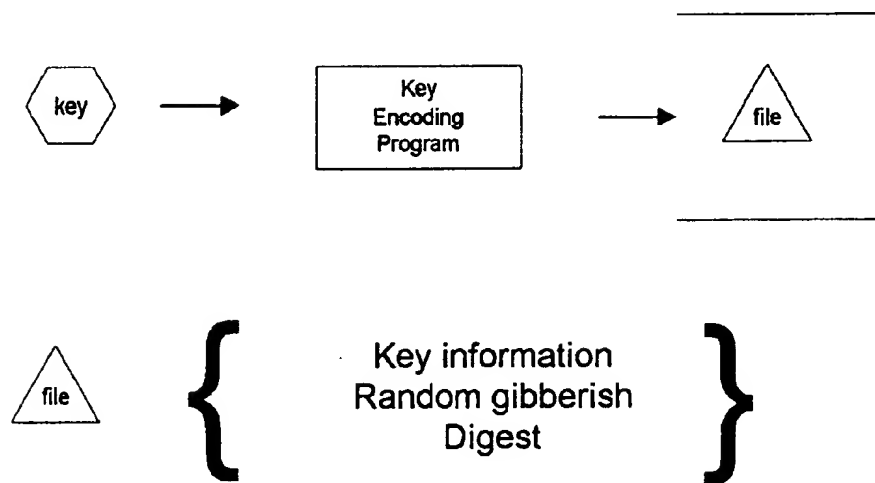 key
Key
Encoding
Program
file
file
Key information
Random gibberish
Digest